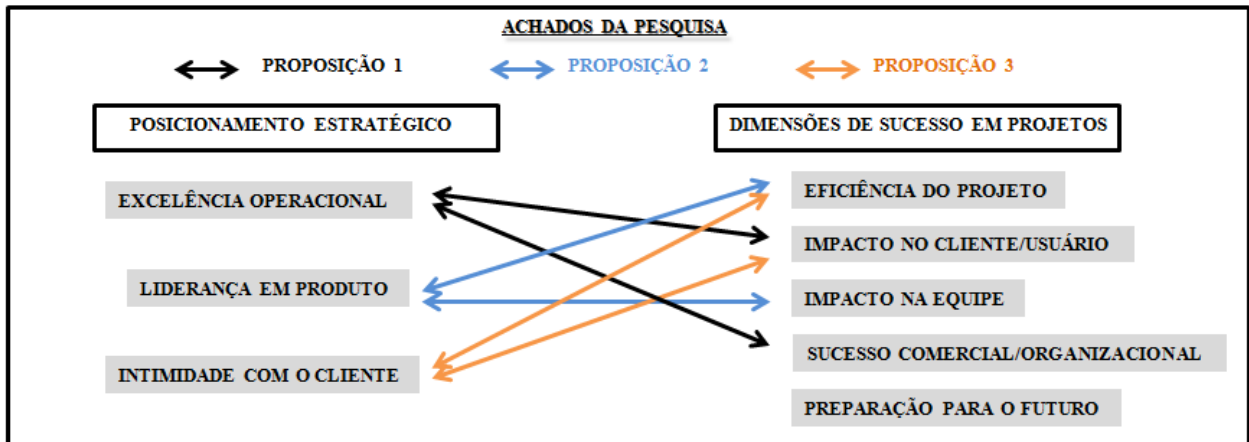 ACHADOS DA PESQUISA
PROPOSIÇÃO 1 PROPOSIÇÃO 2 PROPOSIÇÃO 3
POSICIONAMENTO ESTRATÉGICO
DIMENSÕES DE SUCESSO EM PROJETOS
EXCELÊNCIA OPERACIONAL
LIDERANÇA EM PRODUTO
INTIMIDADE COM O CLIENTE
EFICIÊNCIA DO PROJETO
IMPACTO NO CLIENTE/USUÁRIO
IMPACTO NA EQUIPE
SUCESSO COMERCIAL/ORGANIZACIONAL
PREPARAÇÃO PARA O FUTURO